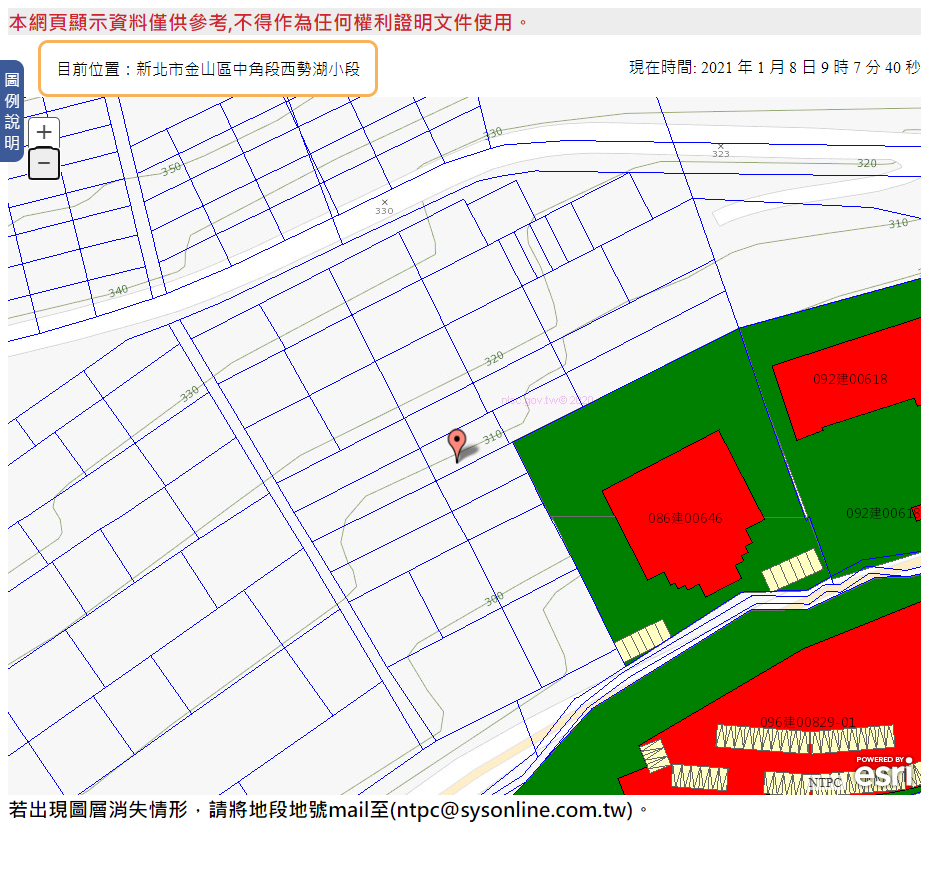 本網頁顯示資料僅供參考,不得作為任何權利證明文件使用。
目前位置：新北市金山區中角段西勢湖小段
現在時間: 2021 年 1 月 8 日 9 時 7 分 40 秒
圖例說明
+
−
330
323
320
350
330
310
340
320
330
092建00618
310
086建00646
092建00618
300
096建00829-01
POWERED BY
esri
NTPC
若出現圖層消失情形，請將地段地號mail至(ntpc@sysonline.com.tw)。